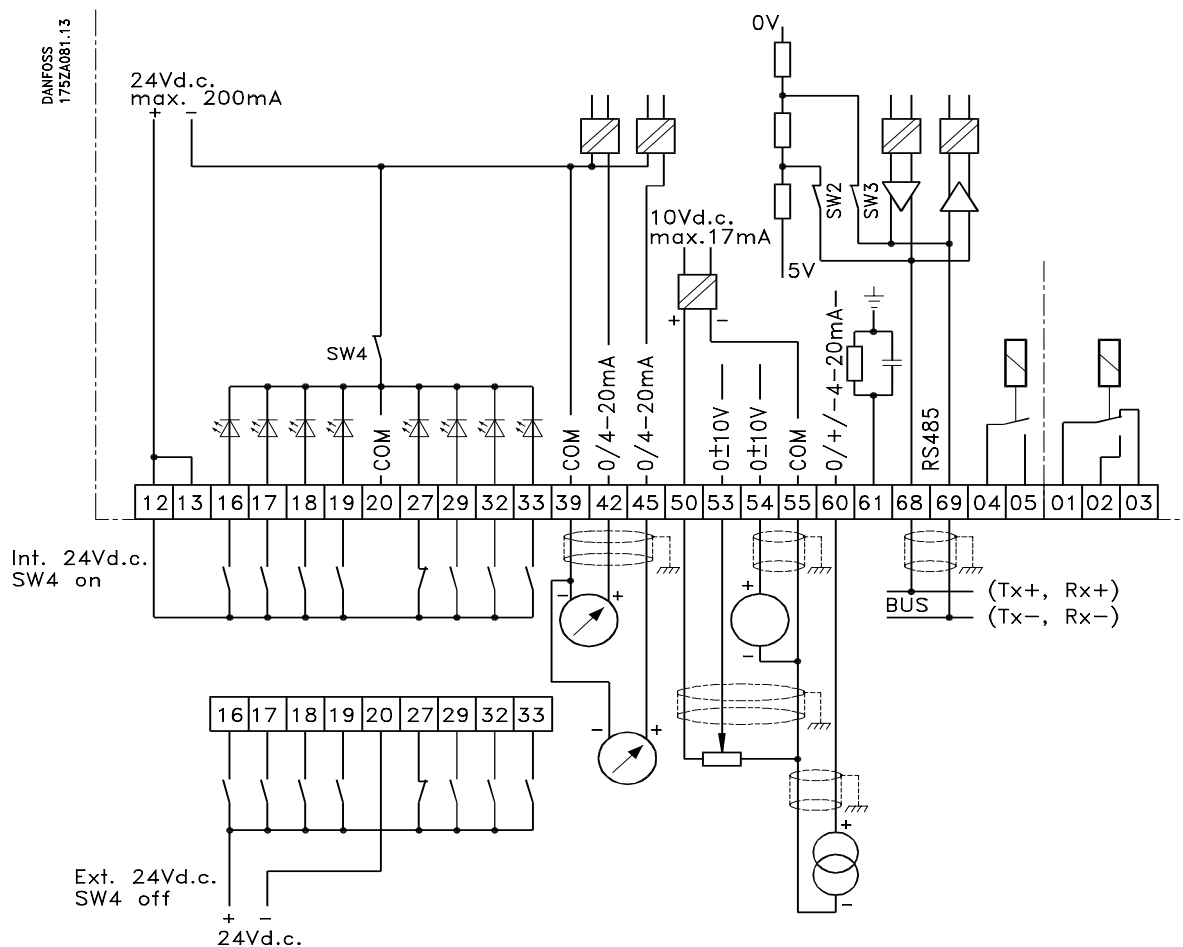 DANFOSS
175ZA081.13
24Vd.c.
max. 200mA
+ −
0V
SW2
SW3
10Vd.c.
max.17mA
5V
+ −
SW4
COM
COM
0/4−20mA
0/4−20mA
0±10V
0±10V
COM
0/+/−4−20mA
RS485
12 13 16 17 18 19 20 27 29 32 33 39 42 45 50 53 54 55 60 61 68 69 04 05 01 02 03
Int. 24Vd.c.
SW4 on
− +
+
−
BUS
(Tx+, Rx+)
(Tx−, Rx−)
16 17 18 19 20 27 29 32 33
− +
+
−
Ext. 24Vd.c.
SW4 off
+ −
24Vd.c.